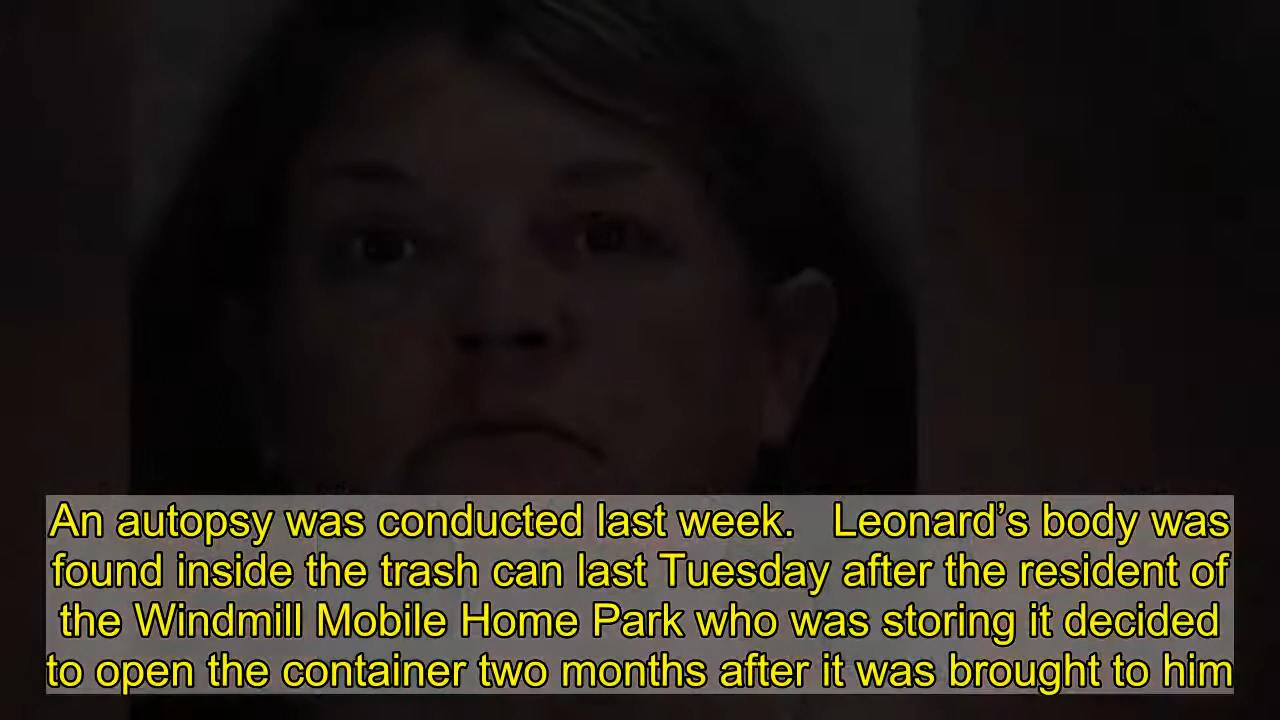 An autopsy was conducted last week.   Leonard’s body was
found inside the trash can last Tuesday after the resident of
the Windmill Mobile Home Park who was storing it decided
to open the container two months after it was brought to him